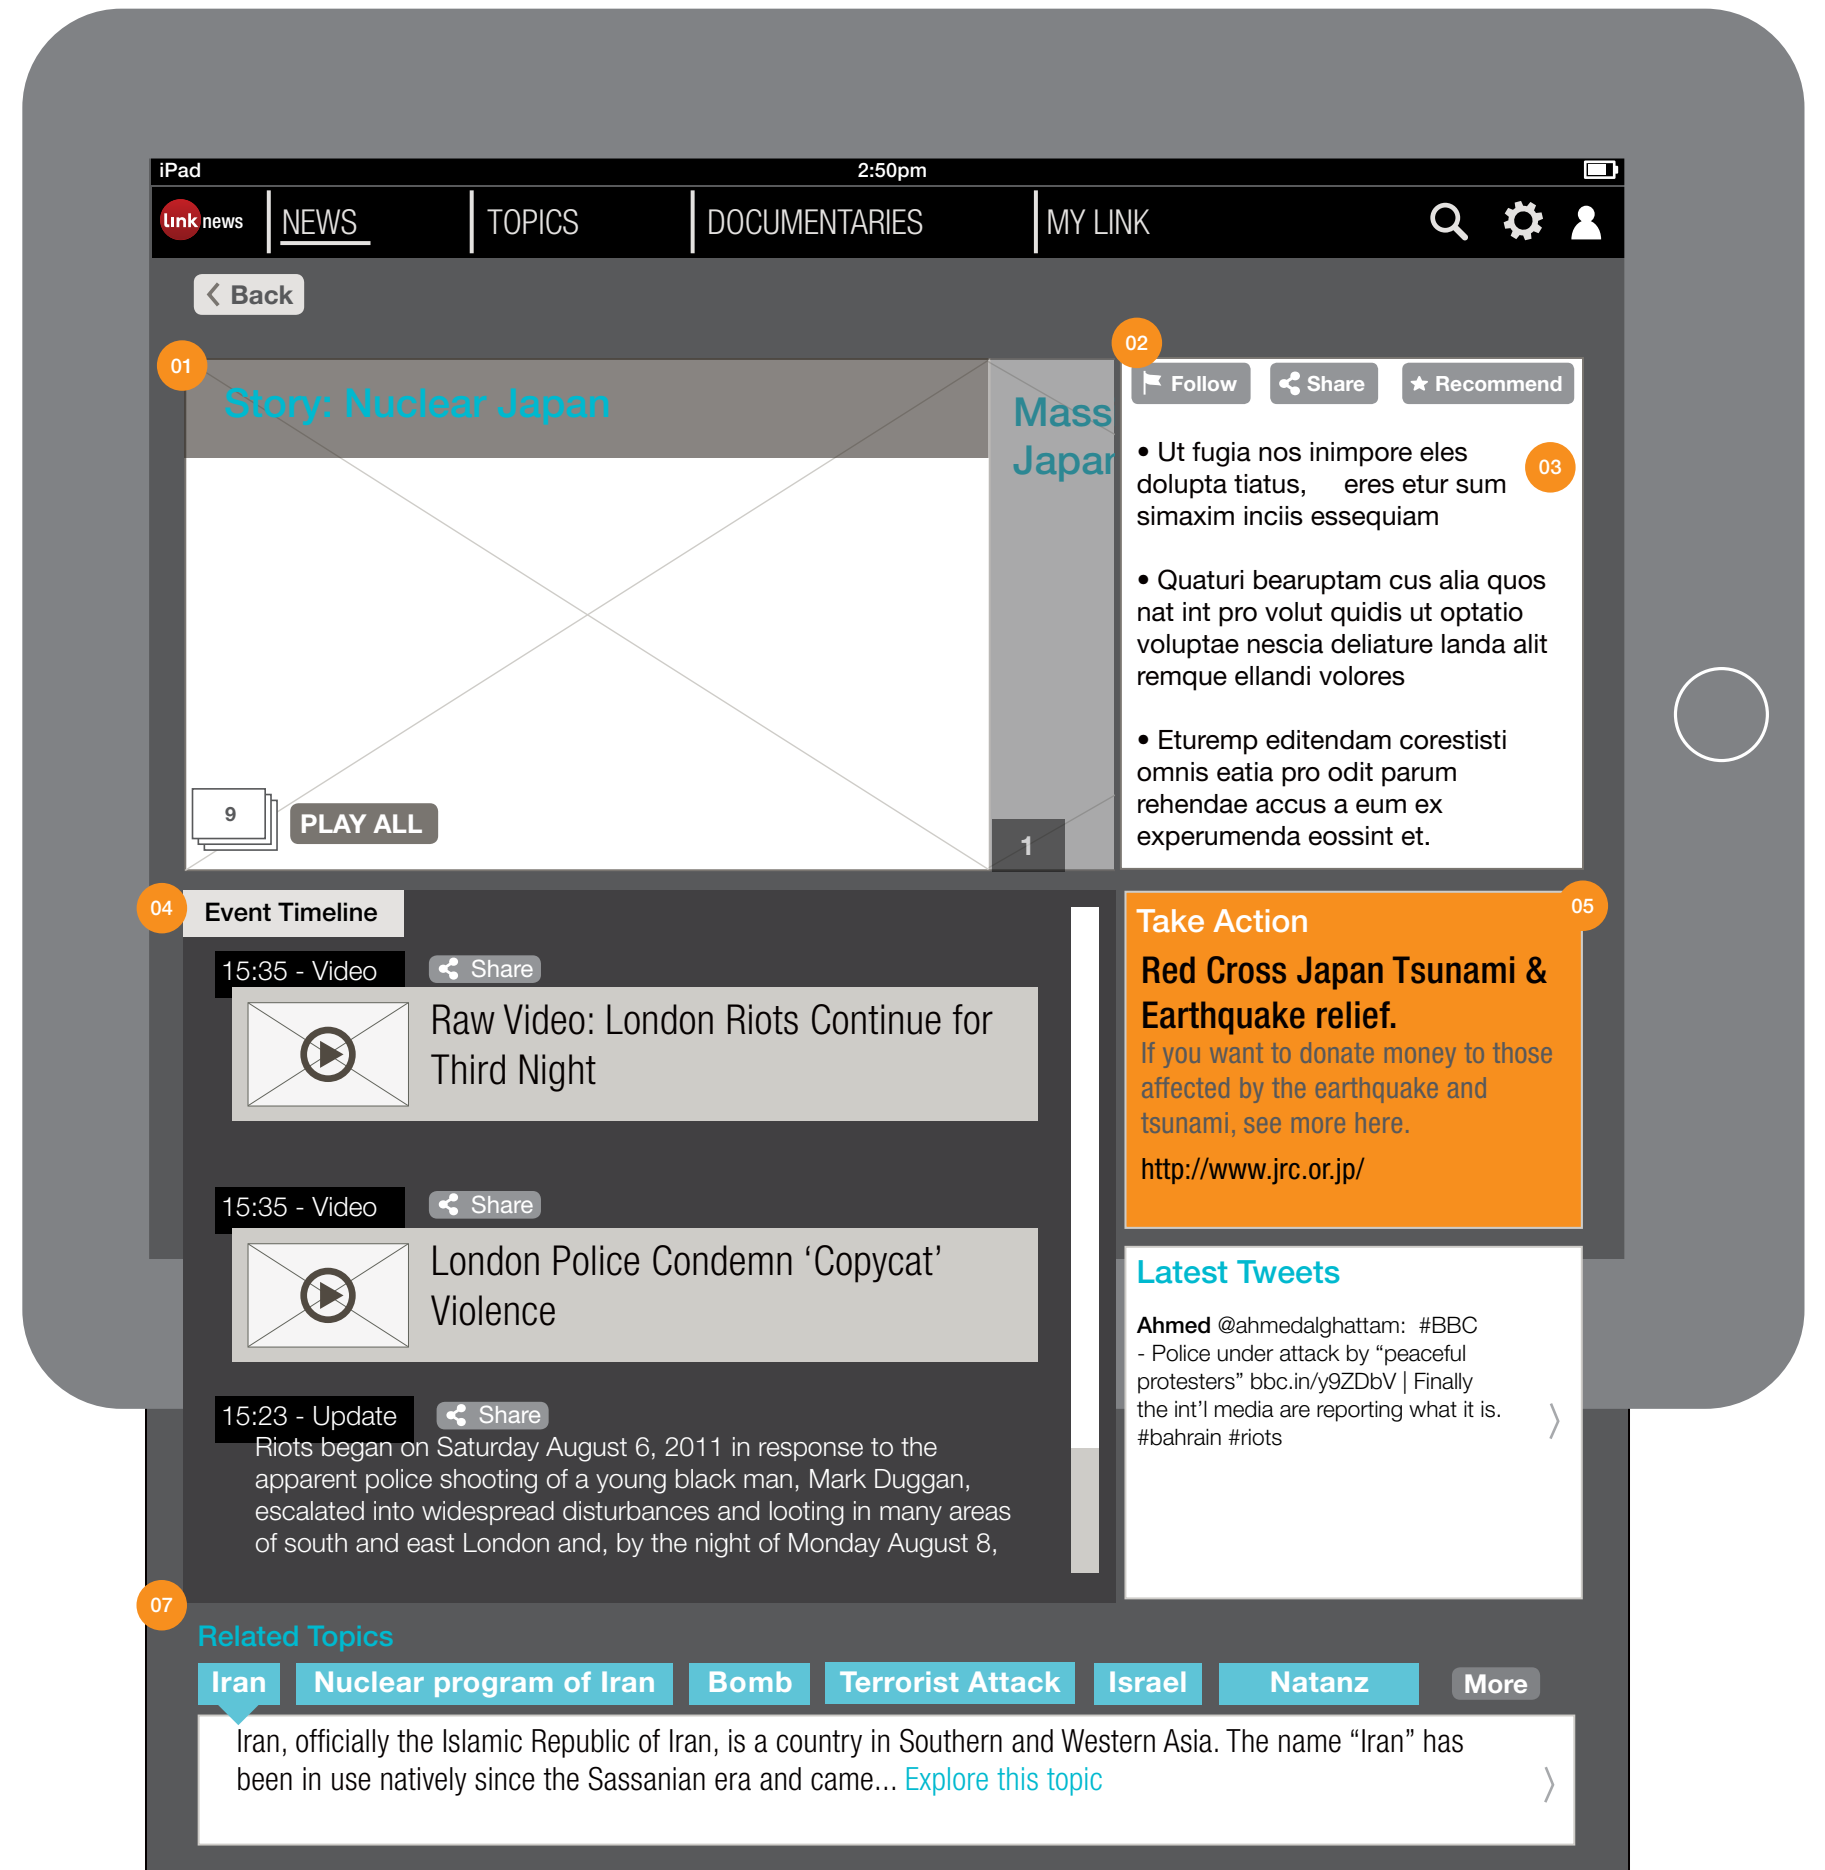 iPad
2:50pm
link news
NEWS
TOPICS
DOCUMENTARIES
MY LINK
Back
01
Story: Nuclear Japan
Mass
Japan
9
PLAY ALL
1
02
Follow
Share
Recommend
03
• Ut fugia nos inimpore eles
dolupta tiatus, eres etur sum
simaxim inciis essequiam
• Quaturi bearuptam cus alia quos
nat int pro volut quidis ut optatio
voluptae nescia deliature landa alit
remque ellandi volores
• Eturemp editendam corestisti
omnis eatia pro odit parum
rehendae accus a eum ex
experumenda eossint et.
04
Event Timeline
15:35 - Video
Share
Raw Video: London Riots Continue for
Third Night
15:35 - Video
Share
London Police Condemn ‘Copycat’
Violence
15:23 - Update
Share
Riots began on Saturday August 6, 2011 in response to the
apparent police shooting of a young black man, Mark Duggan,
escalated into widespread disturbances and looting in many areas
of south and east London and, by the night of Monday August 8,
05
Take Action
Red Cross Japan Tsunami &
Earthquake relief.
If you want to donate money to those
affected by the earthquake and
tsunami, see more here.
http://www.jrc.or.jp/
Latest Tweets
Ahmed @ahmedalghattam: #BBC
- Police under attack by “peaceful
protesters” bbc.in/y9ZDbV | Finally
the int’l media are reporting what it is.
#bahrain #riots
07
Related Topics
Iran
Nuclear program of Iran
Bomb
Terrorist Attack
Israel
Natanz
More
Iran, officially the Islamic Republic of Iran, is a country in Southern and Western Asia. The name “Iran” has
been in use natively since the Sassanian era and came... Explore this topic